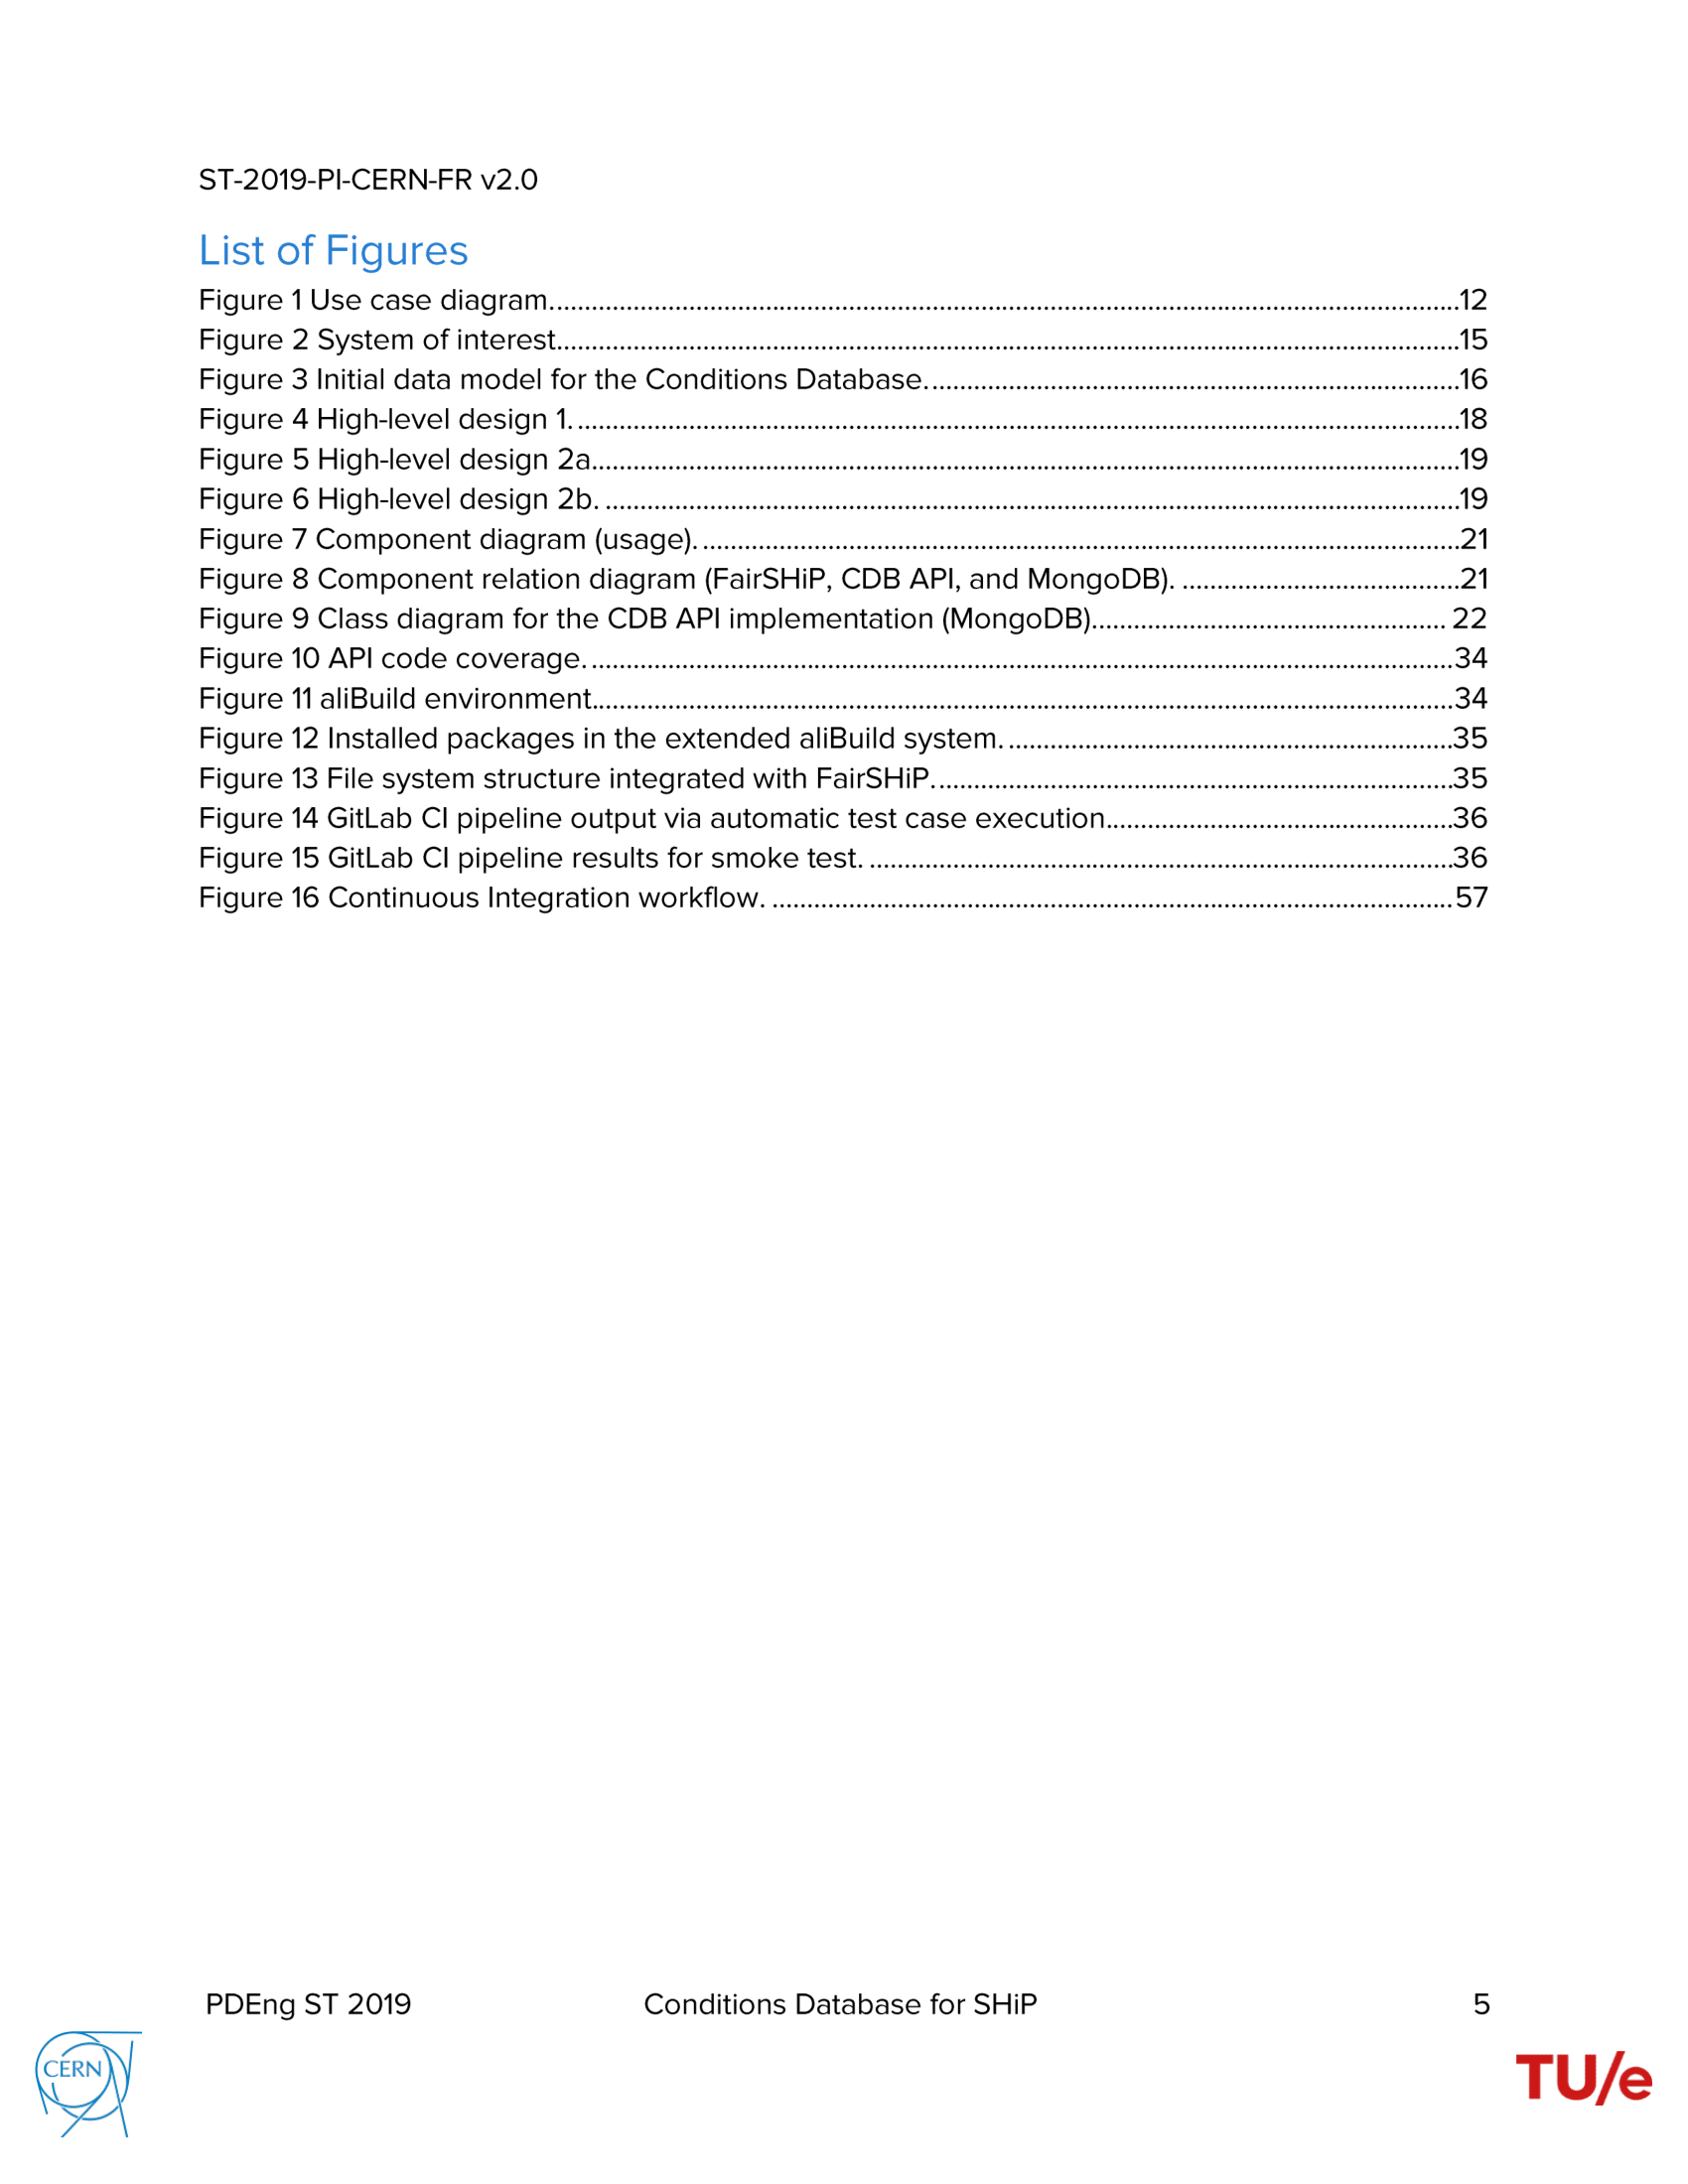 ST-2019-PI-CERN-FR v2.0
List of Figures
Figure 1 Use case diagram. 12
Figure 2 System of interest. 15
Figure 3 Initial data model for the Conditions Database. 16
Figure 4 High-level design 1. 18
Figure 5 High-level design 2a. 19
Figure 6 High-level design 2b. 19
Figure 7 Component diagram (usage). 21
Figure 8 Component relation diagram (FairSHiP, CDB API, and MongoDB). 21
Figure 9 Class diagram for the CDB API implementation (MongoDB). 22
Figure 10 API code coverage. 34
Figure 11 aliBuild environment. 34
Figure 12 Installed packages in the extended aliBuild system. 35
Figure 13 File system structure integrated with FairSHiP. 35
Figure 14 GitLab CI pipeline output via automatic test case execution. 36
Figure 15 GitLab CI pipeline results for smoke test. 36
Figure 16 Continuous Integration workflow. 57
PDEng ST 2019 Conditions Database for SHiP 5
CERN
TU/e